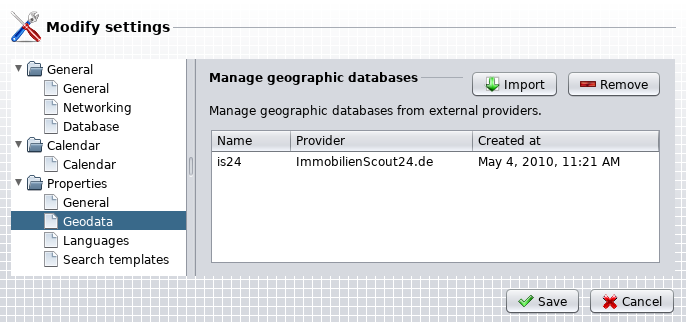 Modify settings
General
General
Networking
Database
Calendar
Calendar
Properties
General
Geodata
Languages
Search templates
Manage geographic databases
Import
Remove
Manage geographic databases from external providers.
Name Provider Created at
is24 ImmobilienScout24.de May 4, 2010, 11:21 AM
Save
Cancel